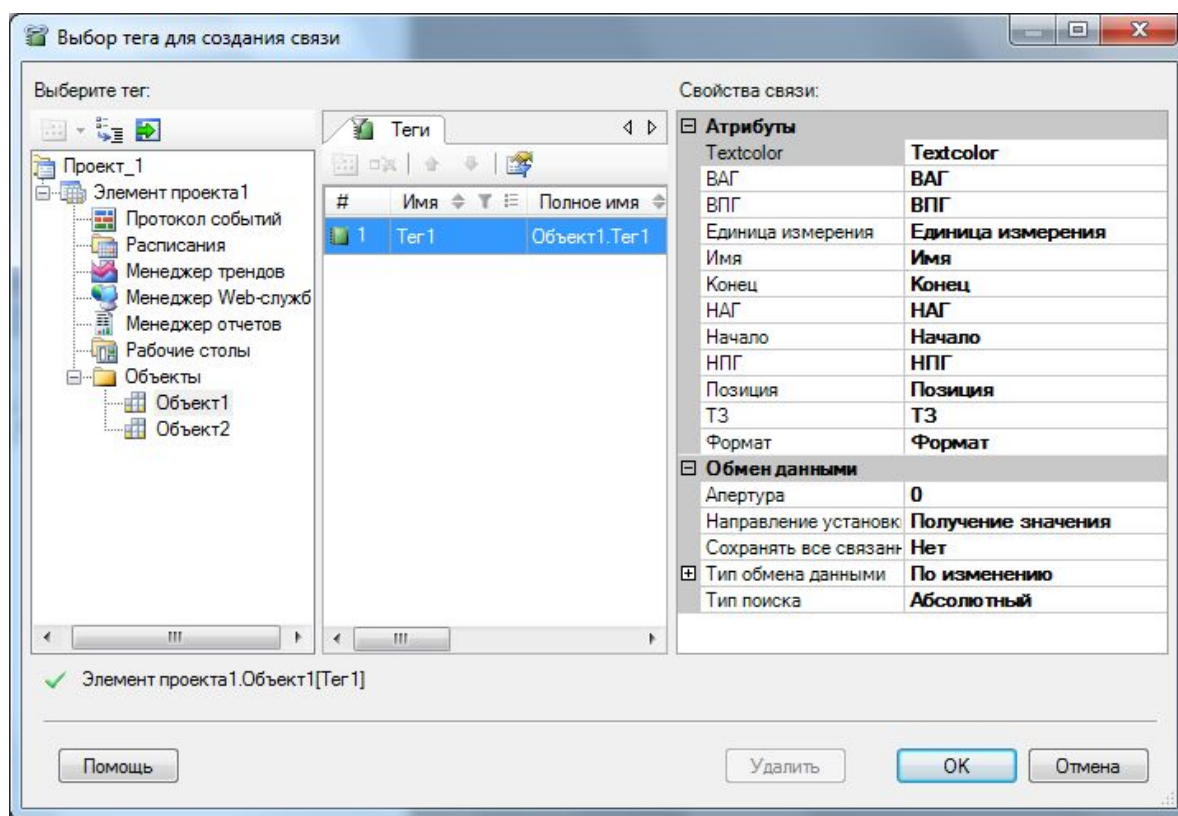 Выбор тега для создания связи
Выберите тег:
Свойства связи:
Проект_1
Элемент проекта1
Протокол событий
Расписания
Менеджер трендов
Менеджер Web-служб
Менеджер отчетов
Рабочие столы
Объекты
Объект1
Объект2
Теги
# Имя Полное имя
1 Тег1 Объект1.Тег1
Атрибуты
Textcolor Textcolor
ВАГ ВАГ
ВПГ ВПГ
Единица измерения Единица измерения
Имя Имя
Конец Конец
НАГ НАГ
Начало Начало
НПГ НПГ
Позиция Позиция
ТЗ ТЗ
Формат Формат
Обмен данными
Апертура 0
Направление установк Получение значения
Сохранять все связанн Нет
Тип обмена данными По изменению
Тип поиска Абсолютный
Элемент проекта1.Объект1[Тег1]
Помощь
Удалить
OK
Отмена